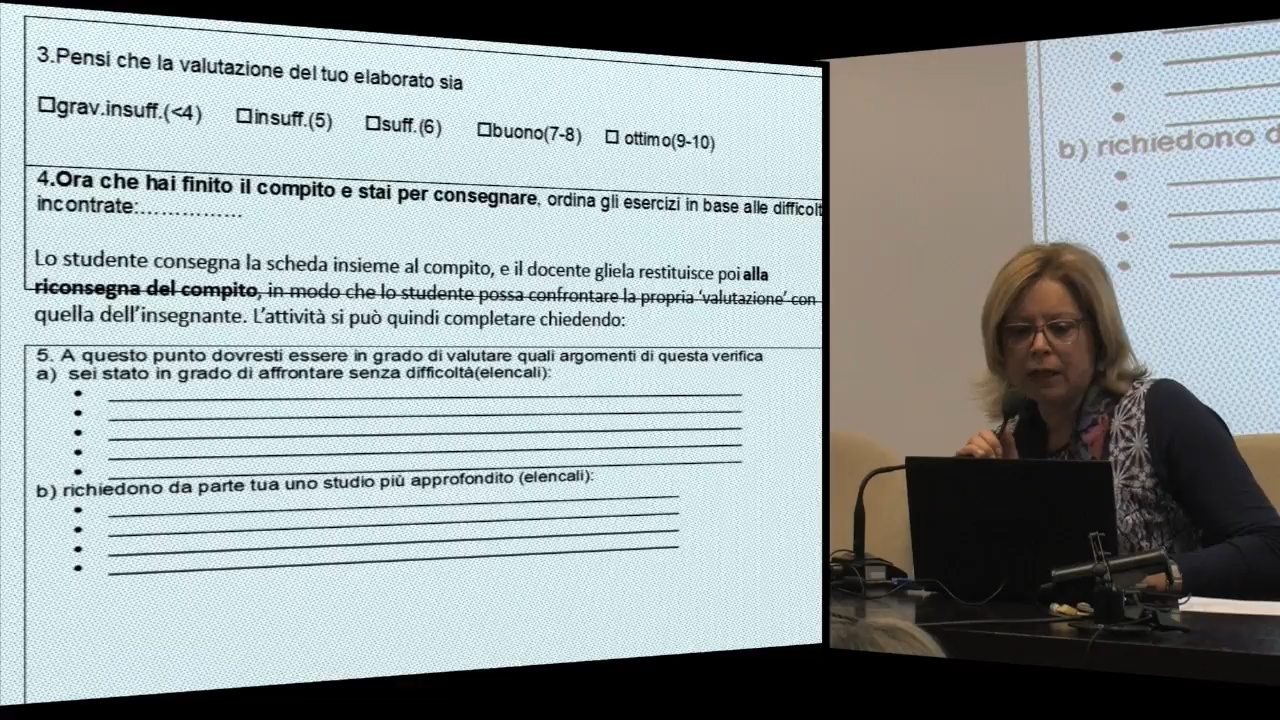 3.Pensi che la valutazione del tuo elaborato sia
☐grav.insuff.(<4) ☐insuff.(5) ☐suff.(6) ☐buono(7-8) ☐ ottimo(9-10)
4.Ora che hai finito il compito e stai per consegnare, ordina gli esercizi in base alle difficolt
incontrate:……………
Lo studente consegna la scheda insieme al compito, e il docente gliela restituisce poi alla
riconsegna del compito, in modo che lo studente possa confrontare la propria ‘valutazione’ con
quella dell’insegnante. L’attività si può quindi completare chiedendo:
5. A questo punto dovresti essere in grado di valutare quali argomenti di questa verifica
a) sei stato in grado di affrontare senza difficoltà(elencali):
b) richiedono da parte tua uno studio più approfondito (elencali):
b) richiedono